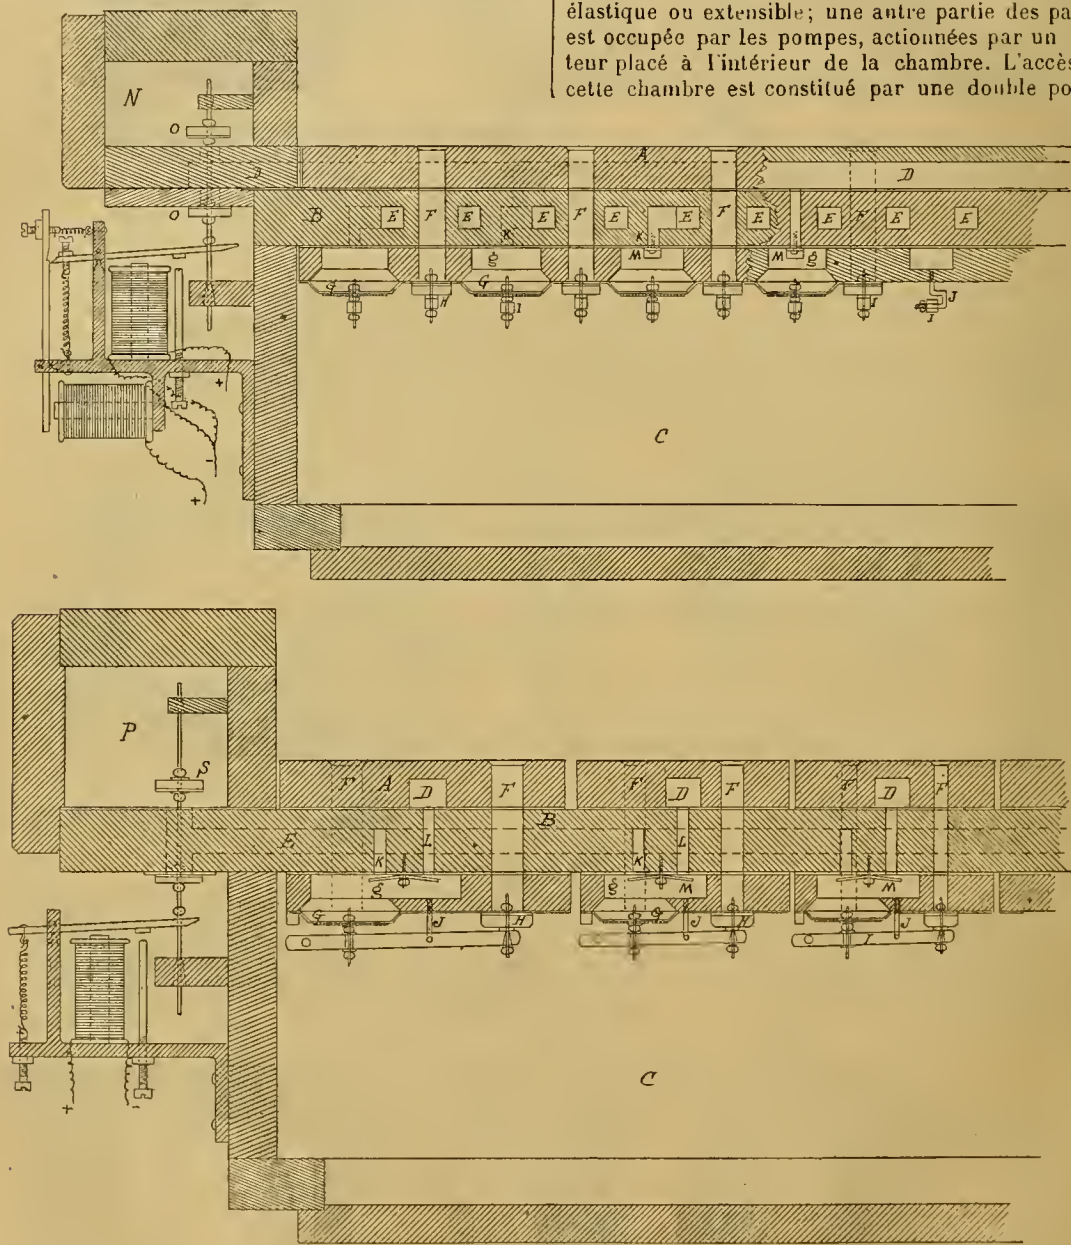 élastique ou extensible; une autre partie des pa
est occupée par les pompes, actionnées par un
teur placé à l'intérieur de la chambre. L'accès
cette chambre est constitué par une double po
N
O
A
D D
O B E E F E F E E F E E F E E
K K
g M M g
G G
H I J J
I
+
C
-
+
P
S
F A D F F D F F D F
B
E K L K L
g M g M
G J H G J H J
I
+ -
C